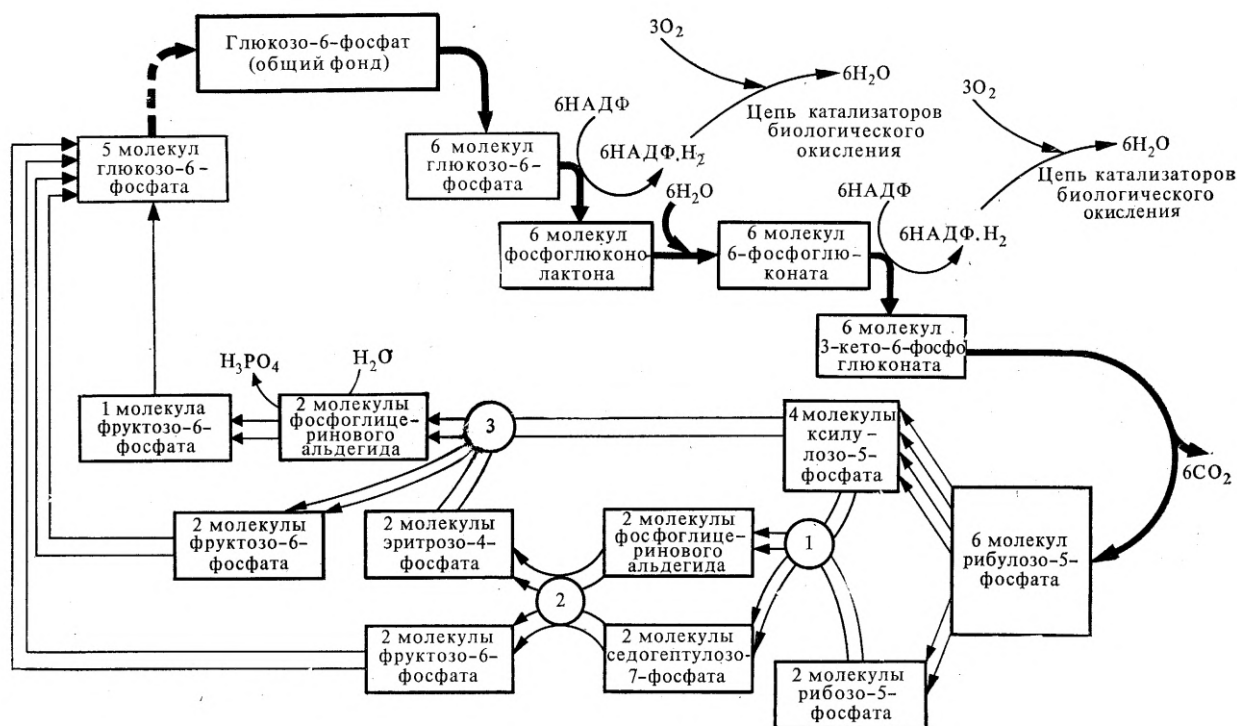 Глюкозо-6-фосфат
(общий фонд)
3O₂
6H₂O
Цепь катализаторов
биологического
окисления
3O₂
6H₂O
Цепь катализаторов
биологического
окисления
5 молекул
глюкозо-6-
фосфата
6 молекул
глюкозо-6-
фосфата
6НАДФ
6НАДФ.H₂
6H₂O
6НАДФ
6НАДФ.H₂
6 молекул
фосфоглюконо
лактона
6 молекул
6-фосфоглю-
коната
6 молекул
3-кето-6-фосфо
глюконата
H₃PO₄
H₂O
1 молекула
фруктозо-6-
фосфата
2 молекулы
фосфоглице-
ринового
альдегида
3
4 молекулы
ксилу-
лозо-5-
фосфата
6CO₂
2 молекулы
фруктозо-6-
фосфата
2 молекулы
эритрозо-4-
фосфата
2 молекулы
фосфоглице-
ринового
альдегида
1
6 молекул
рибулозо-5-
фосфата
2
2 молекулы
фруктозо-6-
фосфата
2 молекулы
седогептулозо-
7-фосфата
2 молекулы
рибозо-5-
фосфата